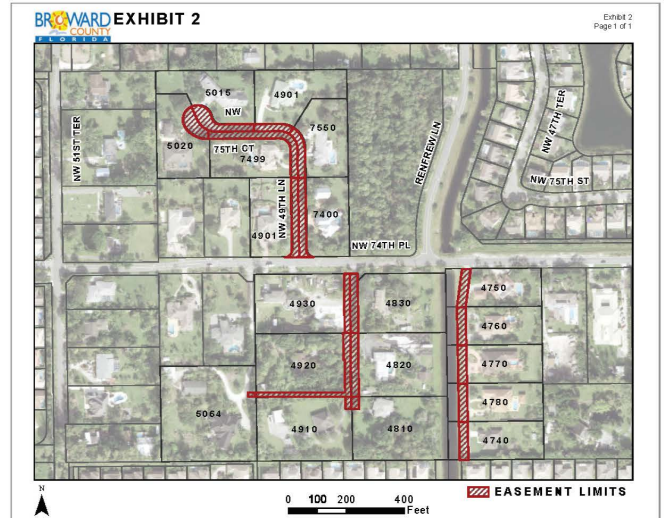 BROWARD
COUNTY
FLORIDA
EXHIBIT 2
Exhibit 2
Page 1 of 1
NW 51ST TER
5015
4901
NW
75TH CT
5020
7499
7550
NW 49TH LN
4901
7400
RENFREW LN
NW 47TH TER
NW 75TH ST
NW 74TH PL
4930
4830
4750
4920
4820
4760
4770
5064
4910
4810
4780
4740
N
0 100 200 400
Feet
EASEMENT LIMITS